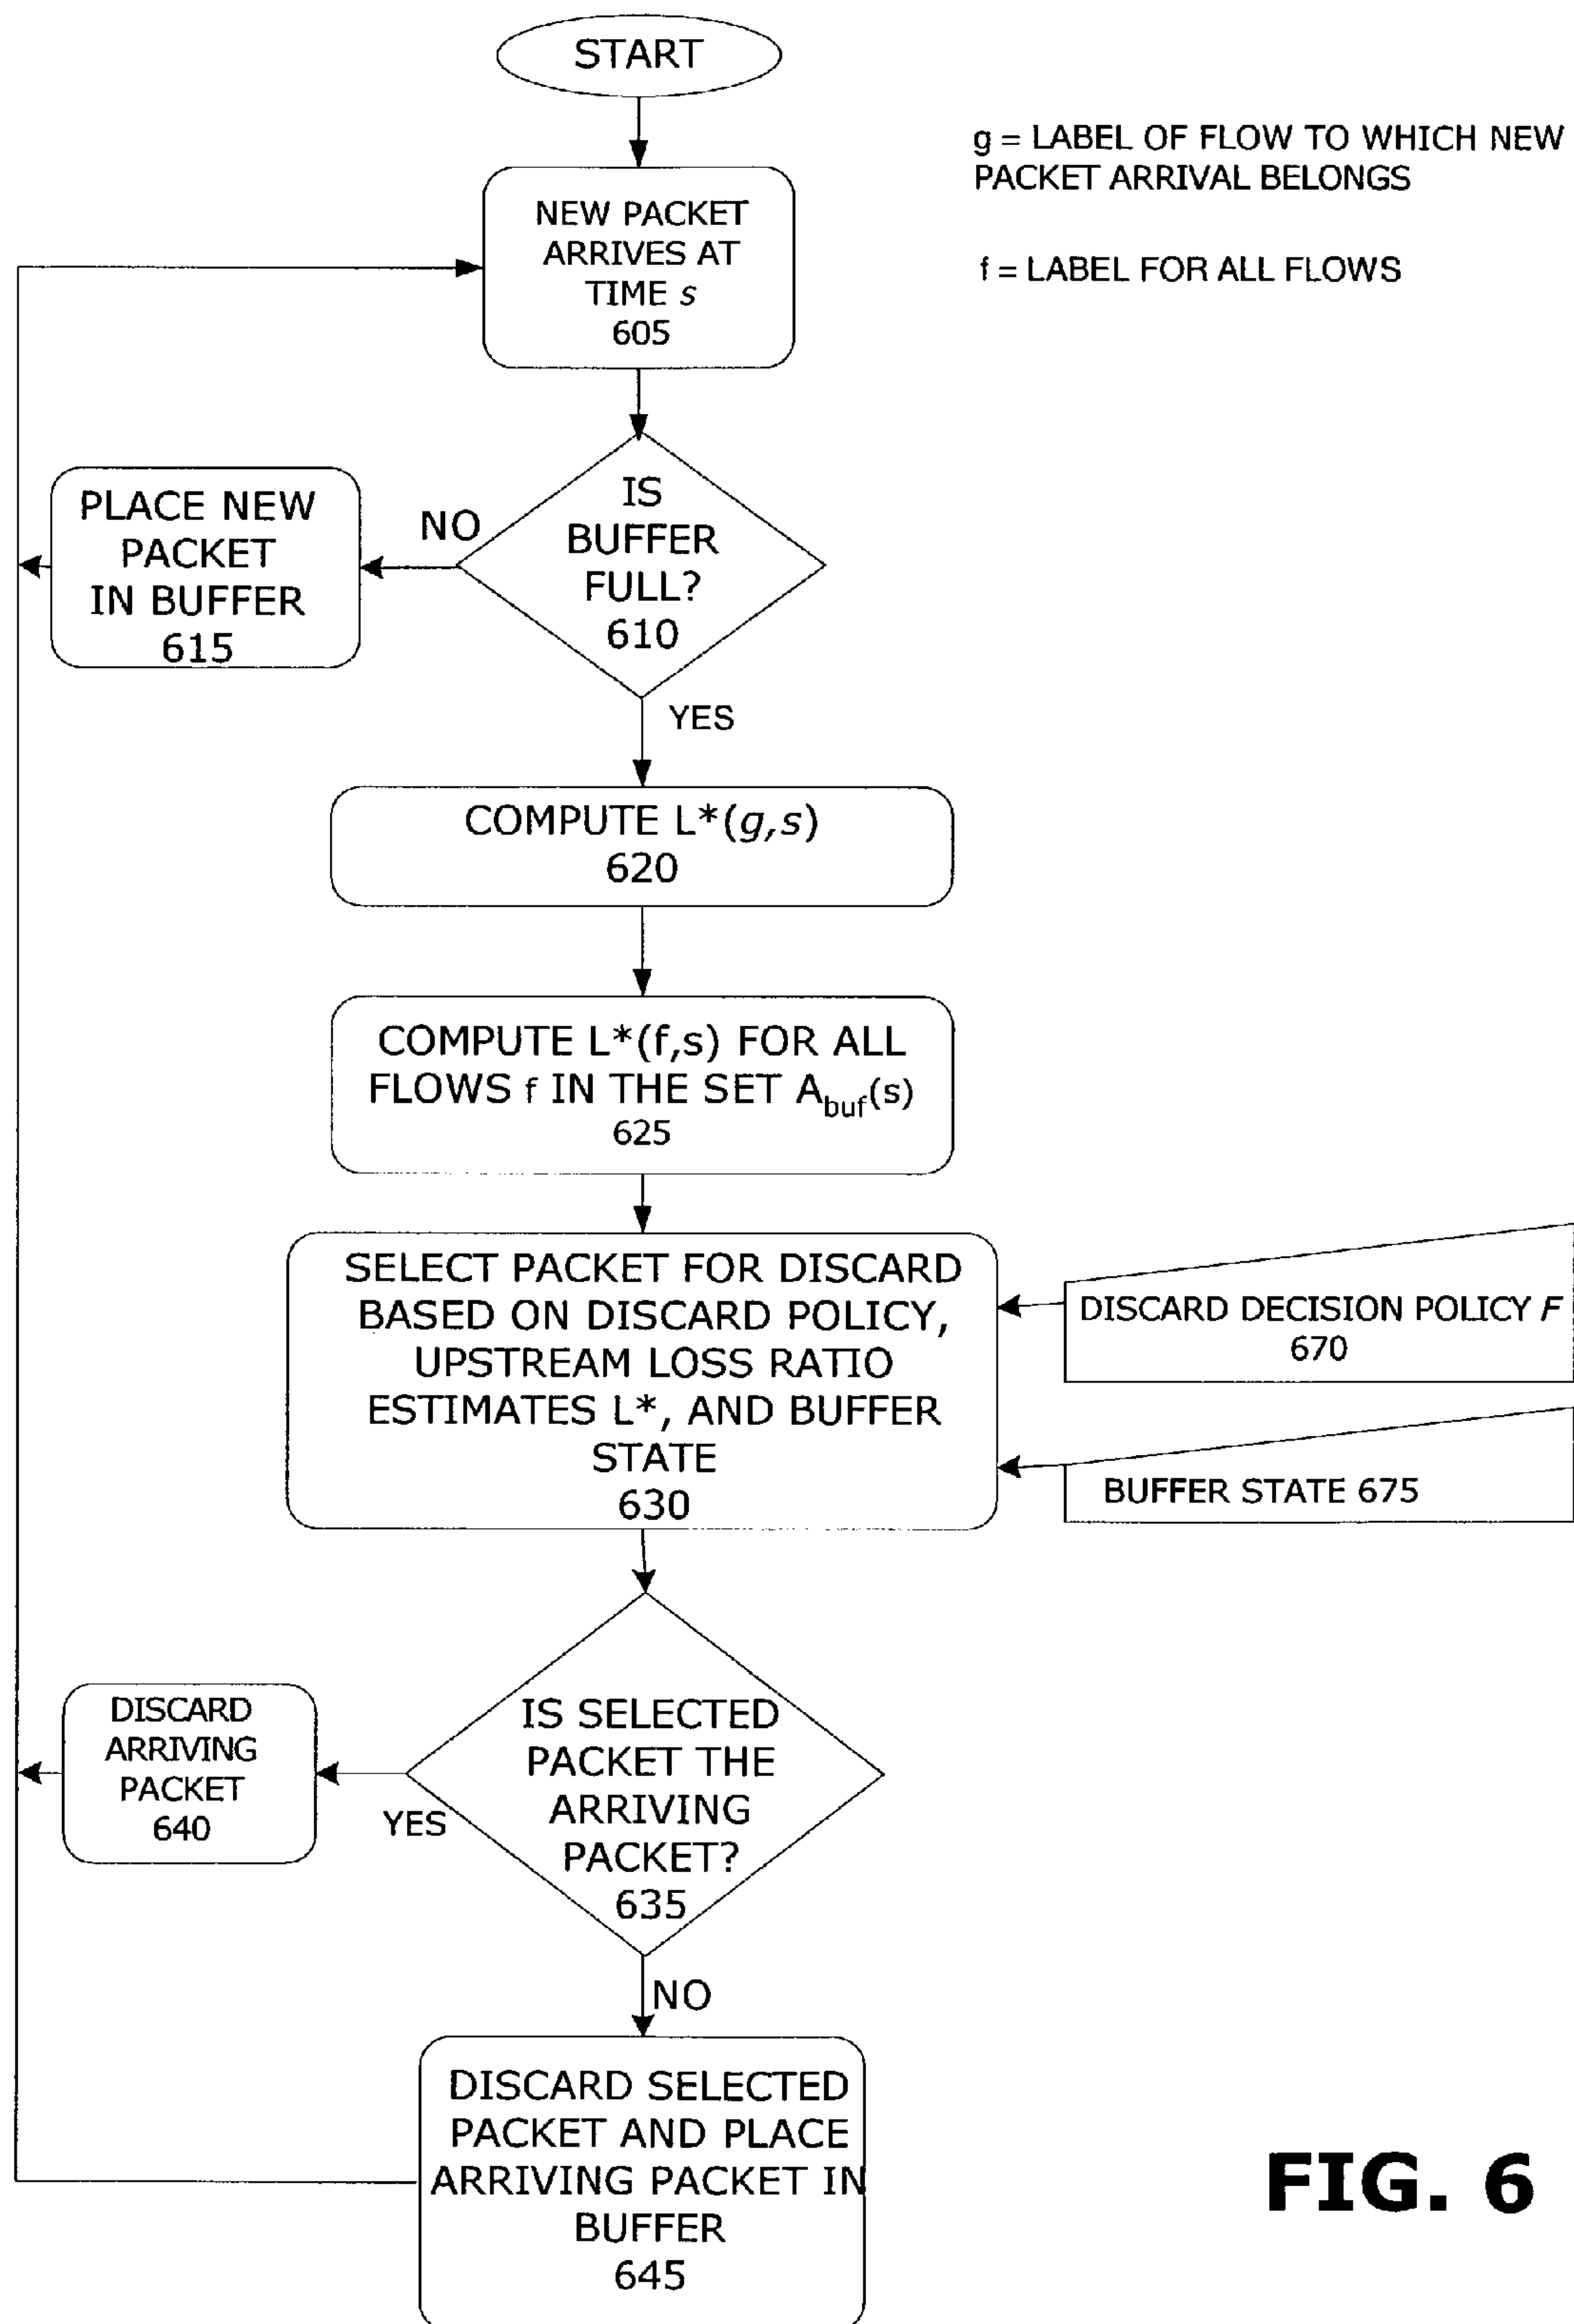 START
g = LABEL OF FLOW TO WHICH NEW
PACKET ARRIVAL BELONGS
f = LABEL FOR ALL FLOWS
NEW PACKET
ARRIVES AT
TIME s
605
IS
BUFFER
FULL?
610
NO
PLACE NEW
PACKET
IN BUFFER
615
YES
COMPUTE L*(g,s)
620
COMPUTE L*(f,s) FOR ALL
FLOWS f IN THE SET Abuf(s)
625
SELECT PACKET FOR DISCARD
BASED ON DISCARD POLICY,
UPSTREAM LOSS RATIO
ESTIMATES L*, AND BUFFER
STATE
630
DISCARD DECISION POLICY F
670
BUFFER STATE 675
IS SELECTED
PACKET THE
ARRIVING
PACKET?
635
YES
DISCARD
ARRIVING
PACKET
640
NO
DISCARD SELECTED
PACKET AND PLACE
ARRIVING PACKET IN
BUFFER
645
FIG. 6